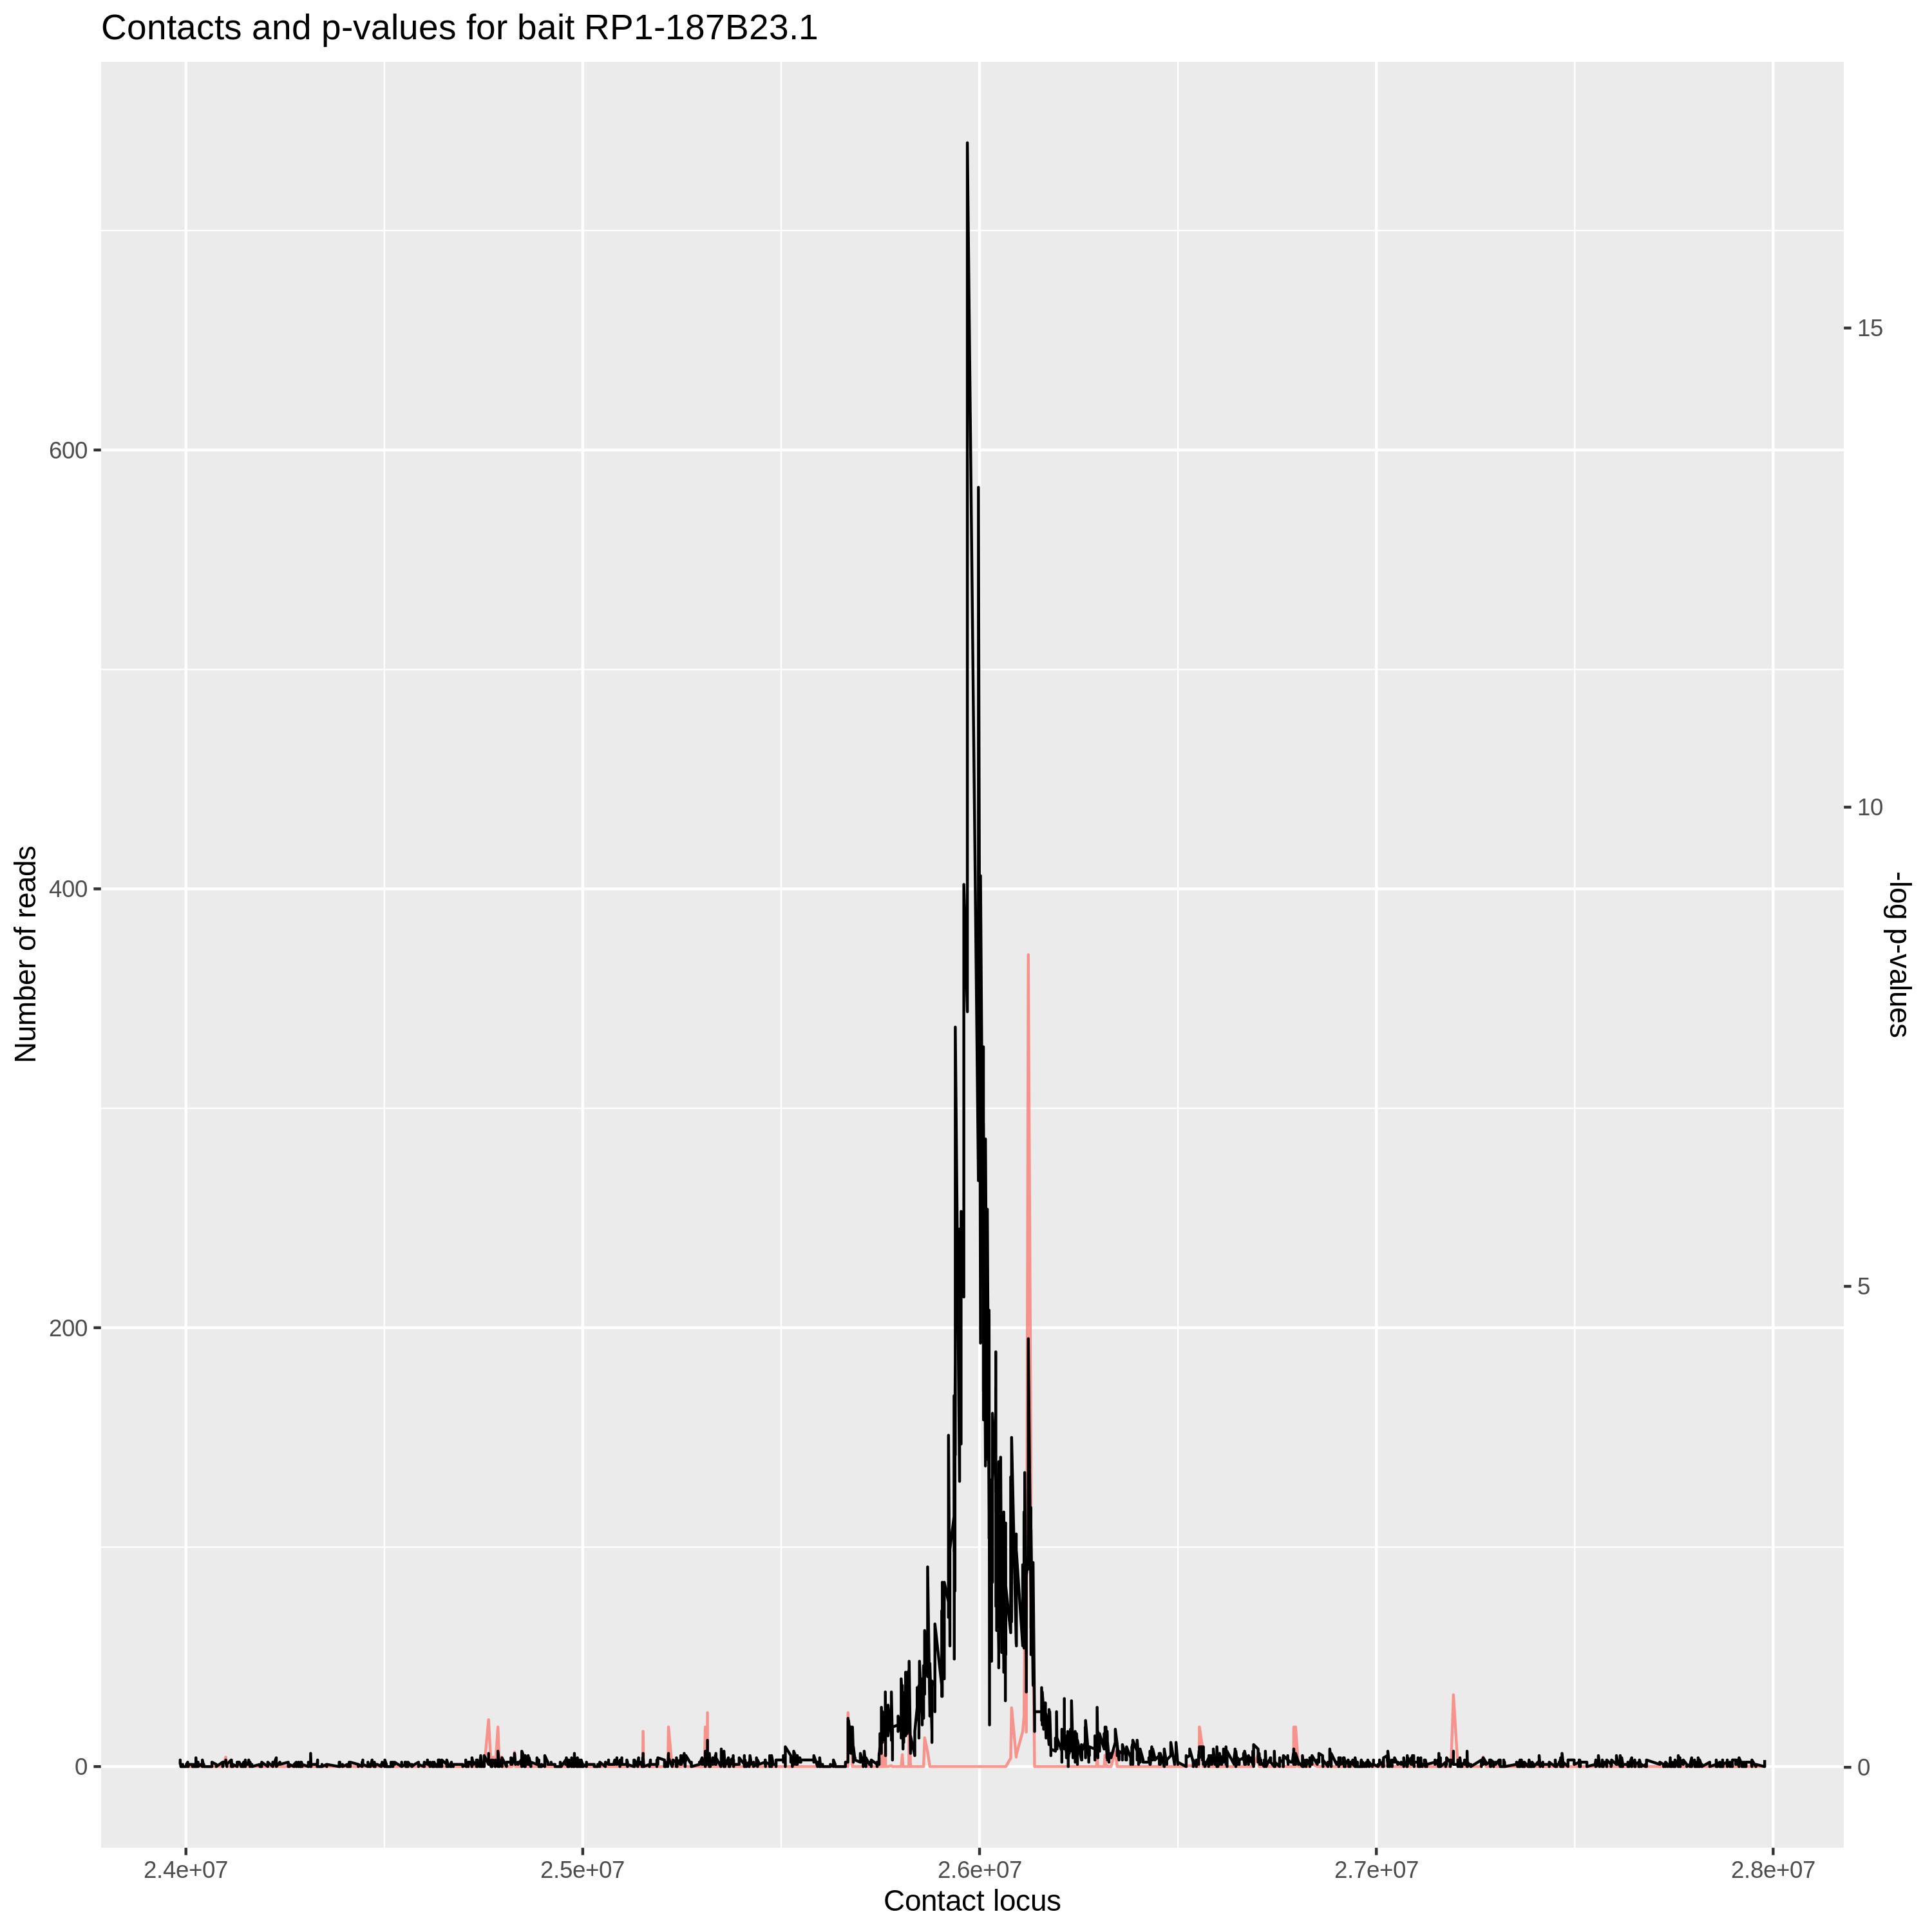 Contacts and p-values for bait RP1-187B23.1
Number of reads
600
400
200
0
15
10
5
0
-log p-values
2.4e+07
2.5e+07
2.6e+07
2.7e+07
2.8e+07
Contact locus